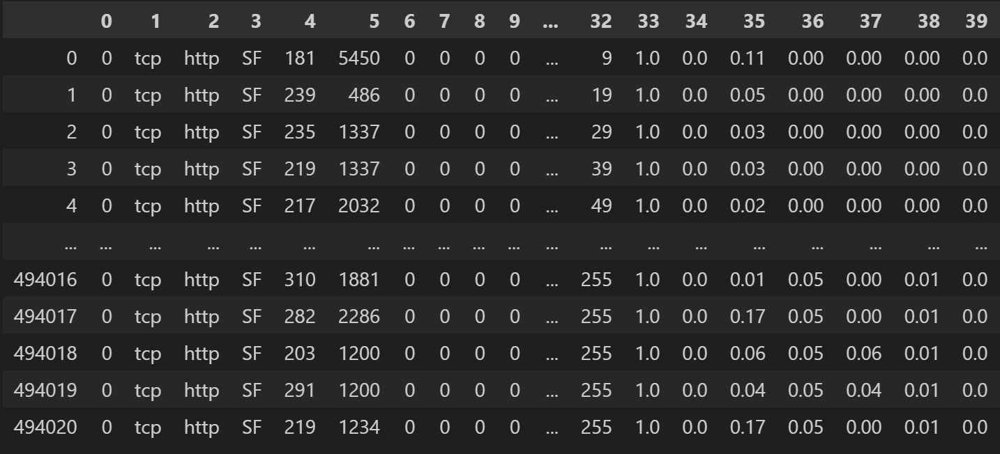 0 1 2 3 4 5 6 7 8 9 ... 32 33 34 35 36 37 38 39
0 0 tcp http SF 181 5450 0 0 0 0 ... 9 1.0 0.0 0.11 0.00 0.00 0.00 0.0
1 0 tcp http SF 239 486 0 0 0 0 ... 19 1.0 0.0 0.05 0.00 0.00 0.00 0.0
2 0 tcp http SF 235 1337 0 0 0 0 ... 29 1.0 0.0 0.03 0.00 0.00 0.00 0.0
3 0 tcp http SF 219 1337 0 0 0 0 ... 39 1.0 0.0 0.03 0.00 0.00 0.00 0.0
4 0 tcp http SF 217 2032 0 0 0 0 ... 49 1.0 0.0 0.02 0.00 0.00 0.00 0.0
... ... ... ... ... ... ... ... ... ... ... ... ... ... ... ... ... ... ... ...
494016 0 tcp http SF 310 1881 0 0 0 0 ... 255 1.0 0.0 0.01 0.05 0.00 0.01 0.0
494017 0 tcp http SF 282 2286 0 0 0 0 ... 255 1.0 0.0 0.17 0.05 0.00 0.01 0.0
494018 0 tcp http SF 203 1200 0 0 0 0 ... 255 1.0 0.0 0.06 0.05 0.06 0.01 0.0
494019 0 tcp http SF 291 1200 0 0 0 0 ... 255 1.0 0.0 0.04 0.05 0.04 0.01 0.0
494020 0 tcp http SF 219 1234 0 0 0 0 ... 255 1.0 0.0 0.17 0.05 0.00 0.01 0.0